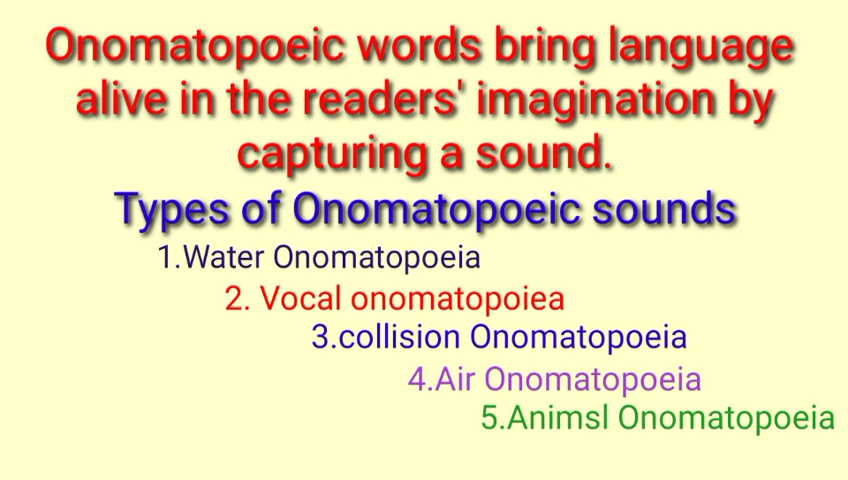 Onomatopoeic words bring language
alive in the readers' imagination by
capturing a sound.
Types of Onomatopoeic sounds
1.Water Onomatopoeia
2. Vocal onomatopoiea
3.collision Onomatopoeia
4.Air Onomatopoeia
5.Animsl Onomatopoeia